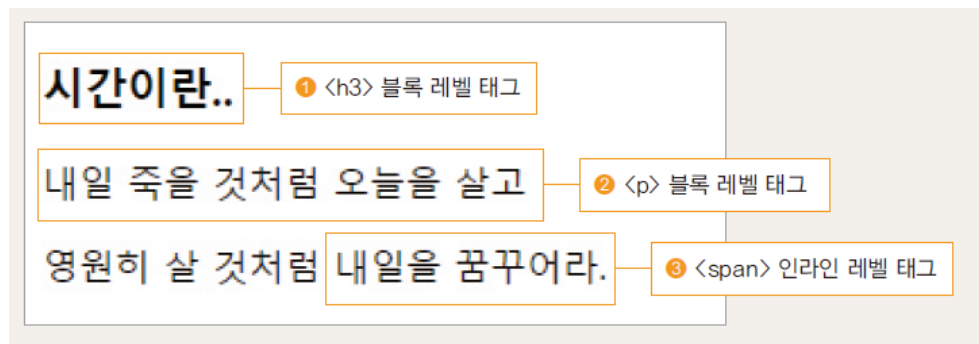 시간이란..
❶ <h3> 블록 레벨 태그
내일 죽을 것처럼 오늘을 살고
❷ <p> 블록 레벨 태그
영원히 살 것처럼 내일을 꿈꾸어라.
❸ <span> 인라인 레벨 태그